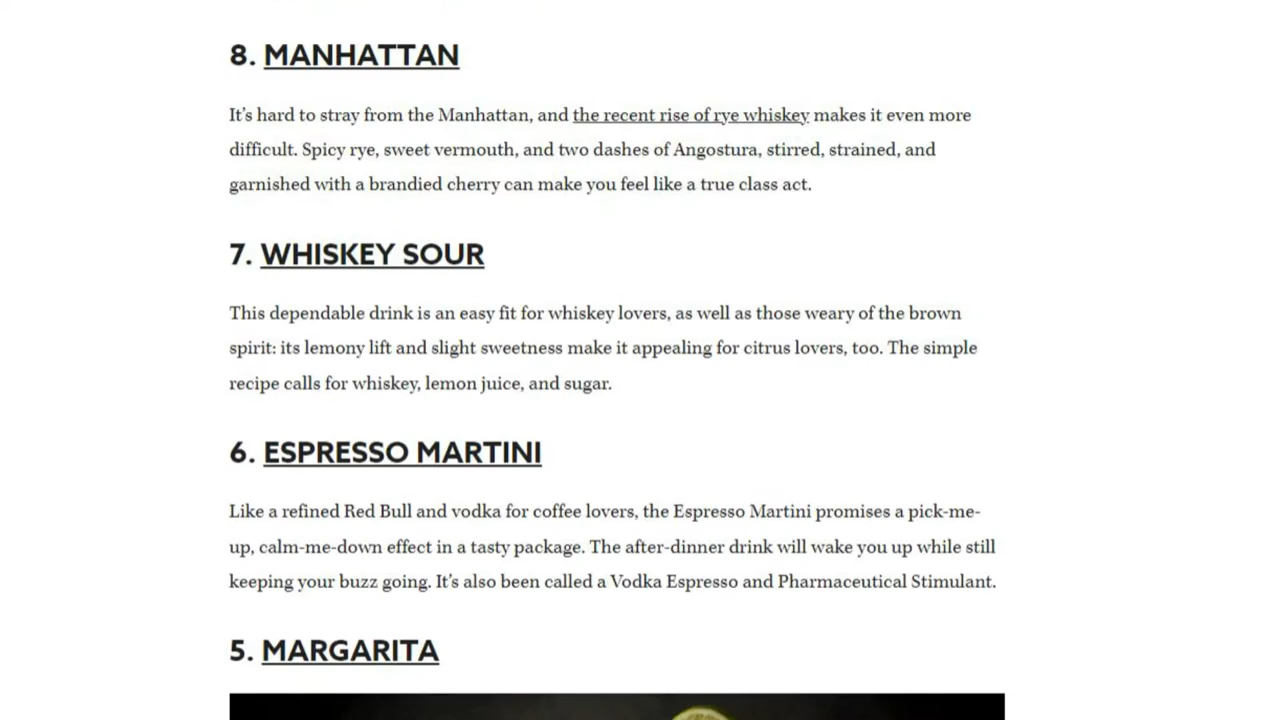 8. MANHATTAN
It's hard to stray from the Manhattan, and the recent rise of rye whiskey makes it even more
difficult. Spicy rye, sweet vermouth, and two dashes of Angostura, stirred, strained, and
garnished with a brandied cherry can make you feel like a true class act.
7. WHISKEY SOUR
This dependable drink is an easy fit for whiskey lovers, as well as those weary of the brown
spirit: its lemony lift and slight sweetness make it appealing for citrus lovers, too. The simple
recipe calls for whiskey, lemon juice, and sugar.
6. ESPRESSO MARTINI
Like a refined Red Bull and vodka for coffee lovers, the Espresso Martini promises a pick-me-
up, calm-me-down effect in a tasty package. The after-dinner drink will wake you up while still
keeping your buzz going. It's also been called a Vodka Espresso and Pharmaceutical Stimulant.
5. MARGARITA